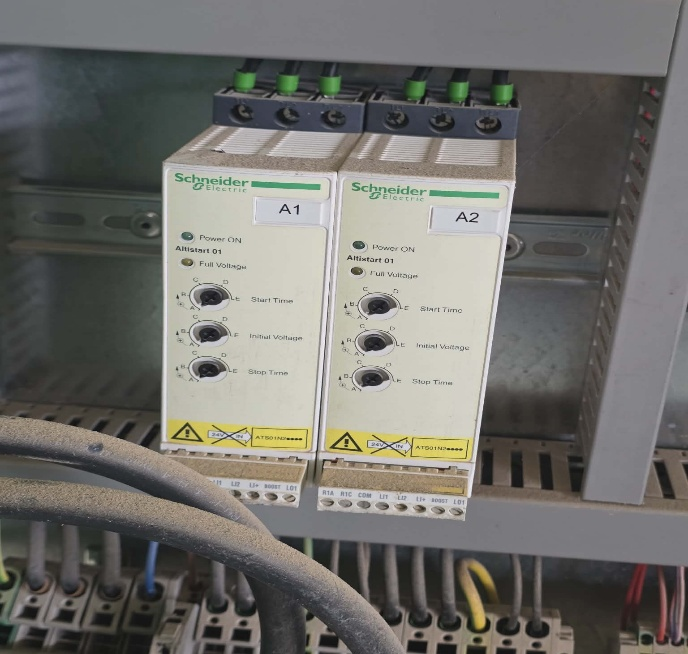 Schneider
Electric
A1
Power ON
Altistart 01
Full Voltage
C D
B E
A
Start Time
C D
B E
A
Initial Voltage
C D
B E
A
Stop Time
24V IN
ATS01N2••••
LI1 LI2 LI+ BOOST LO1
Schneider
Electric
A2
Power ON
Altistart 01
Full Voltage
C D
B E
A
Start Time
C D
B E
A
Initial Voltage
C D
B E
A
Stop Time
24V IN
ATS01N2••••
R1A R1C COM LI1 LI2 LI+ BOOST LO1